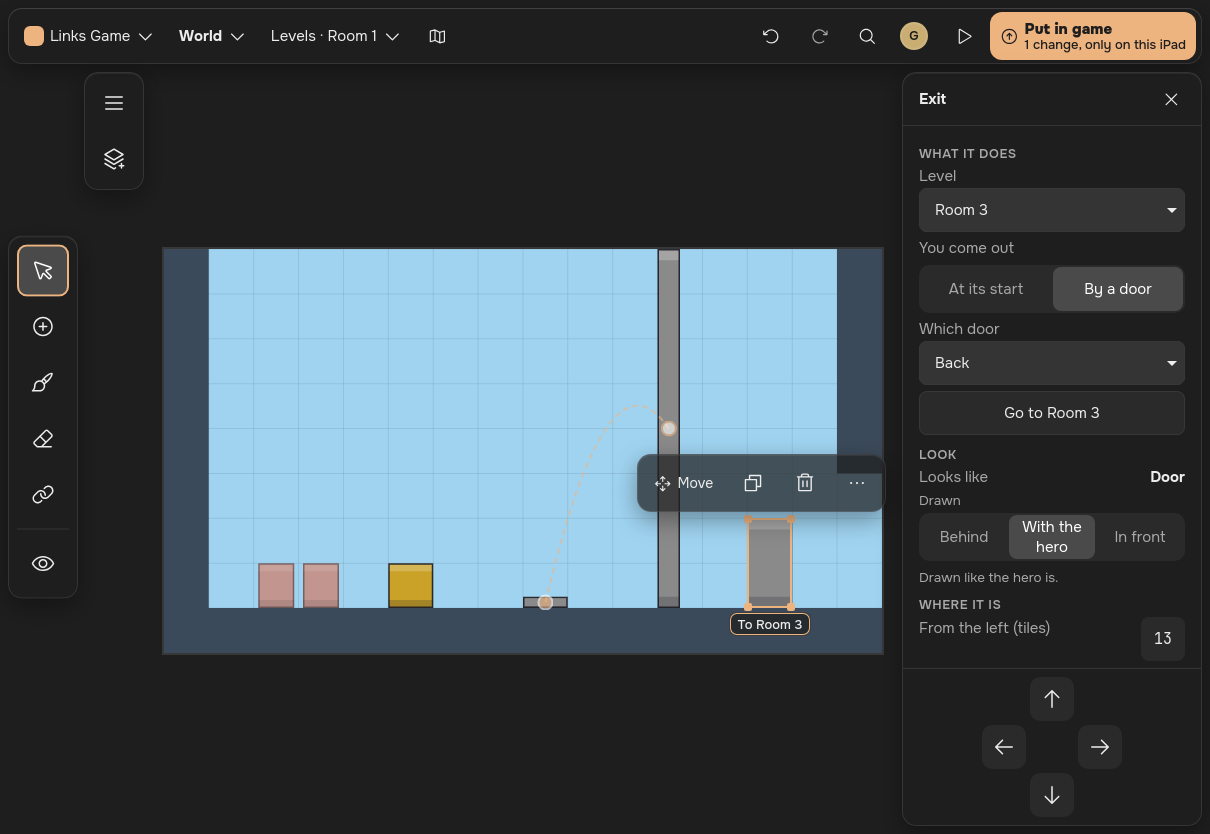 Links Game
World
Levels · Room 1
G
Put in game
1 change, only on this iPad
Exit
WHAT IT DOES
Level
Room 3
You come out
At its start
By a door
Which door
Back
Go to Room 3
LOOK
Looks like
Door
Drawn
Behind
With the
hero
In front
Drawn like the hero is.
WHERE IT IS
From the left (tiles)
13
Move
To Room 3